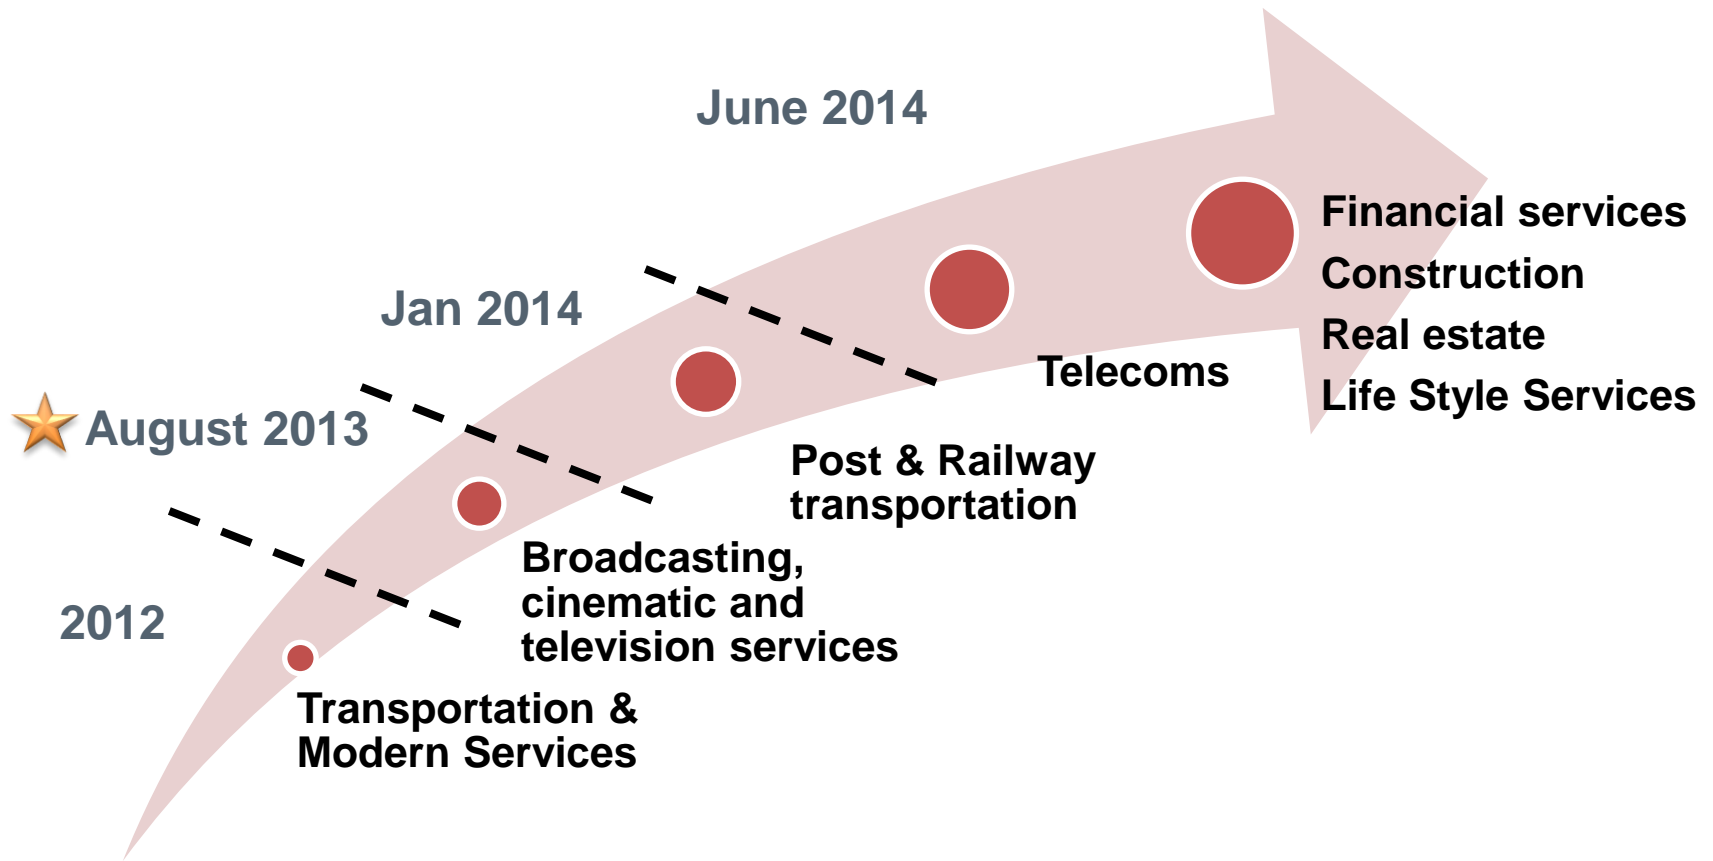 June 2014
Financial services
Construction
Real estate
Life Style Services
Jan 2014
Telecoms
August 2013
Post & Railway
transportation
Broadcasting,
cinematic and
television services
2012
Transportation &
Modern Services